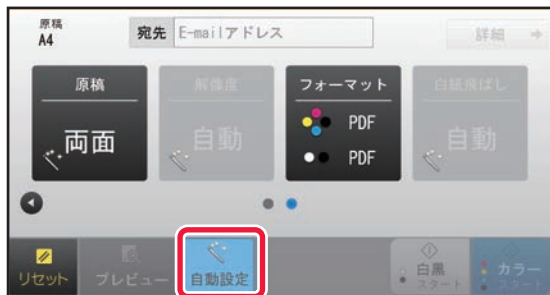 原稿
A4
宛先 E-mailアドレス
詳細
原稿
両面
解像度
自動
フォーマット
PDF
PDF
白紙飛ばし
自動
リセット
プレビュー
自動設定
白黒
スタート
カラー
スタート